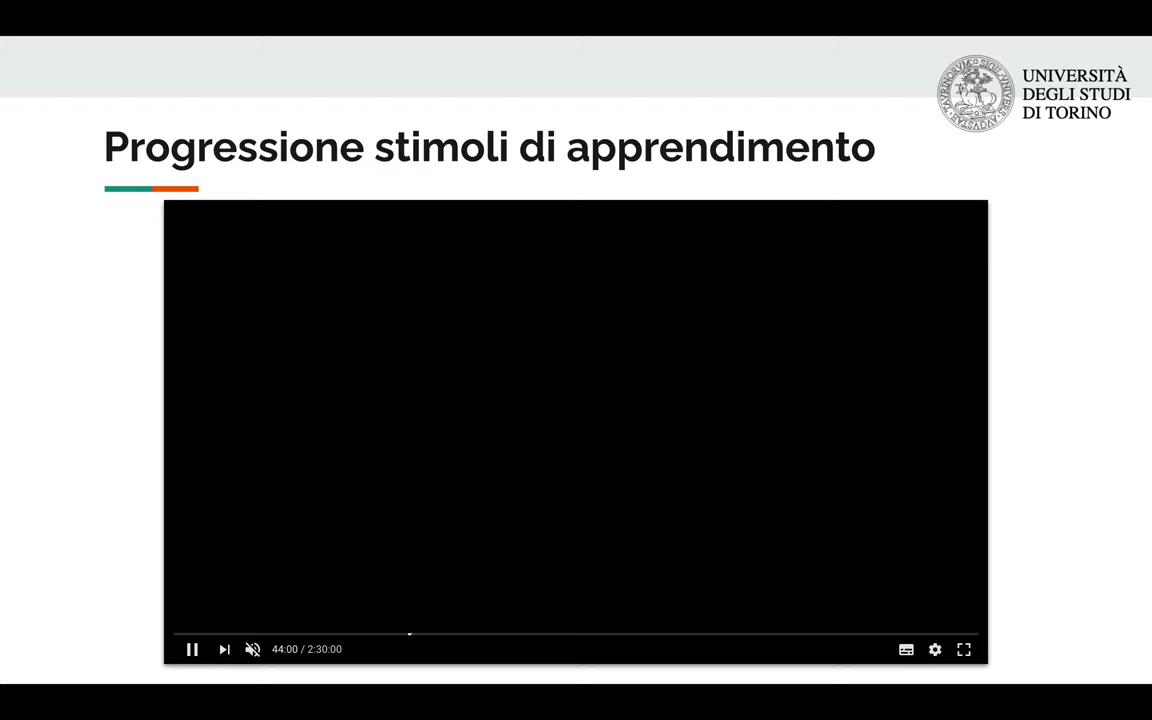 UNIVERSITÀ
DEGLI STUDI
DI TORINO
Progressione stimoli di apprendimento
44:00 / 2:30:00